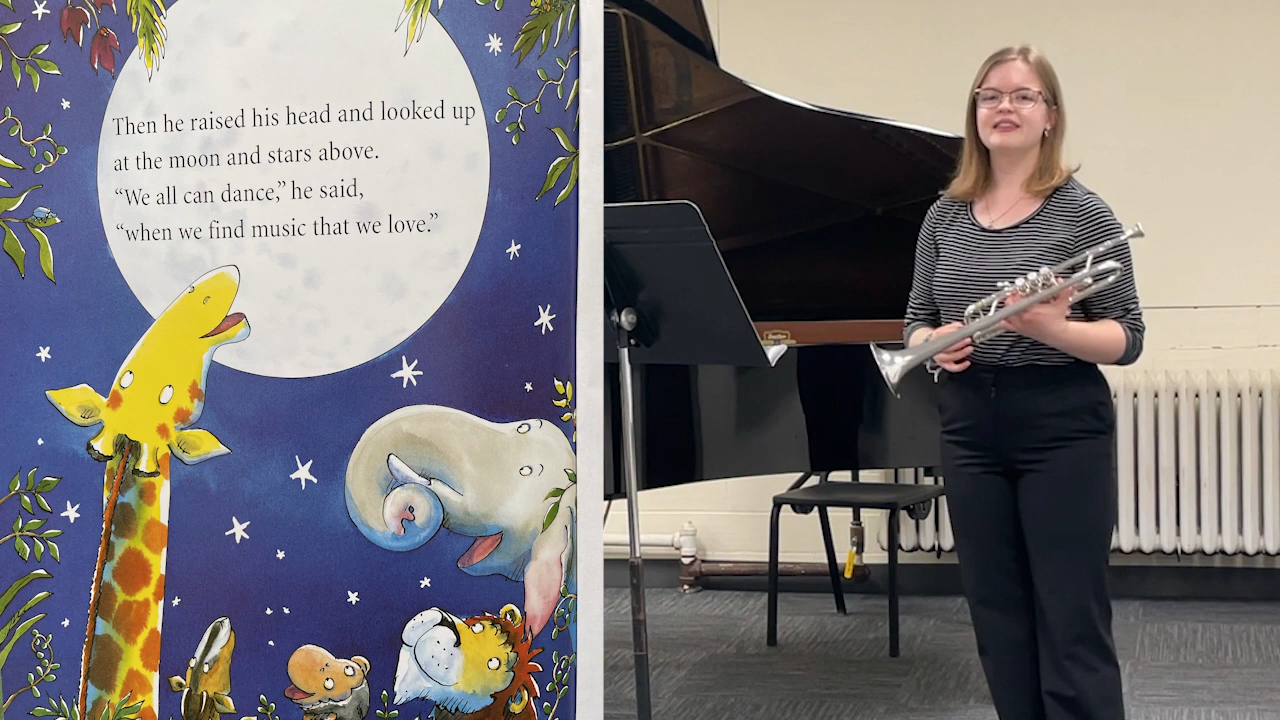 Then he raised his head and looked up
at the moon and stars above.
“We all can dance,” he said,
“when we find music that we love.”